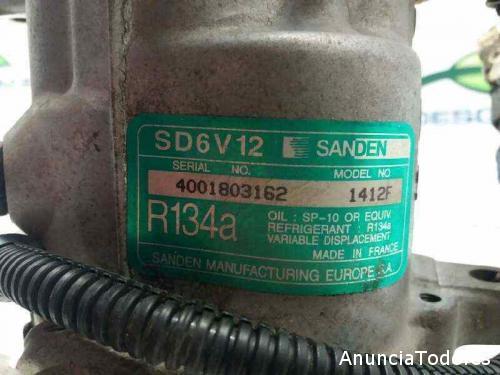 SD6V12 SANDEN
SERIAL NO. MODEL NO
4001803162 1412F
R134a
OIL : SP-10 OR EQUIV
REFRIGERANT : R134a
VARIABLE DISPLACEMENT
MADE IN FRANCE
SANDEN MANUFACTURING EUROPE S.A.
AnunciaTodo.es